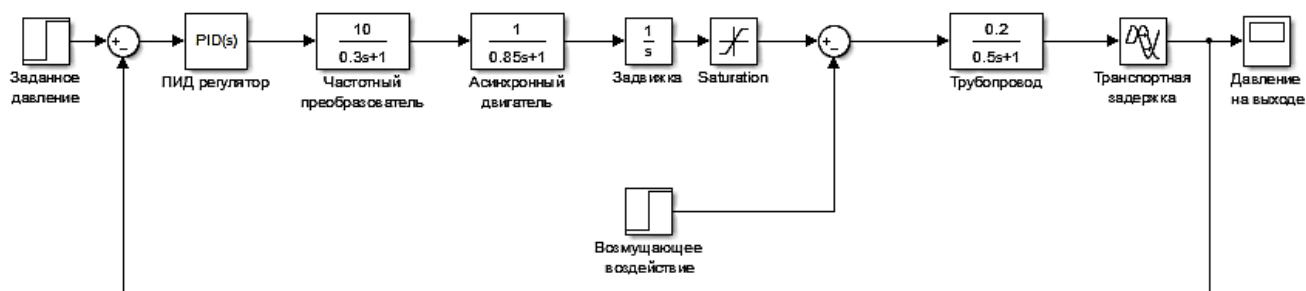 Заданное
давление
+
-
PID(s)
ПИД регулятор
10
0.3s+1
Частотный
преобразователь
1
0.85s+1
Асинхронный
двигатель
1
s
Задвижка
Saturation
+
-
0.2
0.5s+1
Трубопровод
Транспортная
задержка
Давление
на выходе
Возмущающее
воздействие